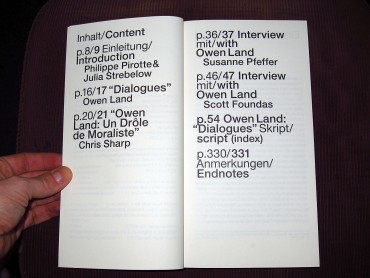 Inhalt/Content
p.8/9 Einleitung/
Introduction
Philippe Pirotte&
Julia Strebelow
p.16/17 “Dialogues”
Owen Land
p.20/21 “Owen
Land: Un Drôle
de Moraliste”
Chris Sharp
p.36/37 Interview
mit/with
Owen Land
Susanne Pfeffer
p.46/47 Interview
mit/with
Owen Land
Scott Foundas
p.54 Owen Land:
“Dialogues” Skript/
script (index)
p.330/331
Anmerkungen/
Endnotes